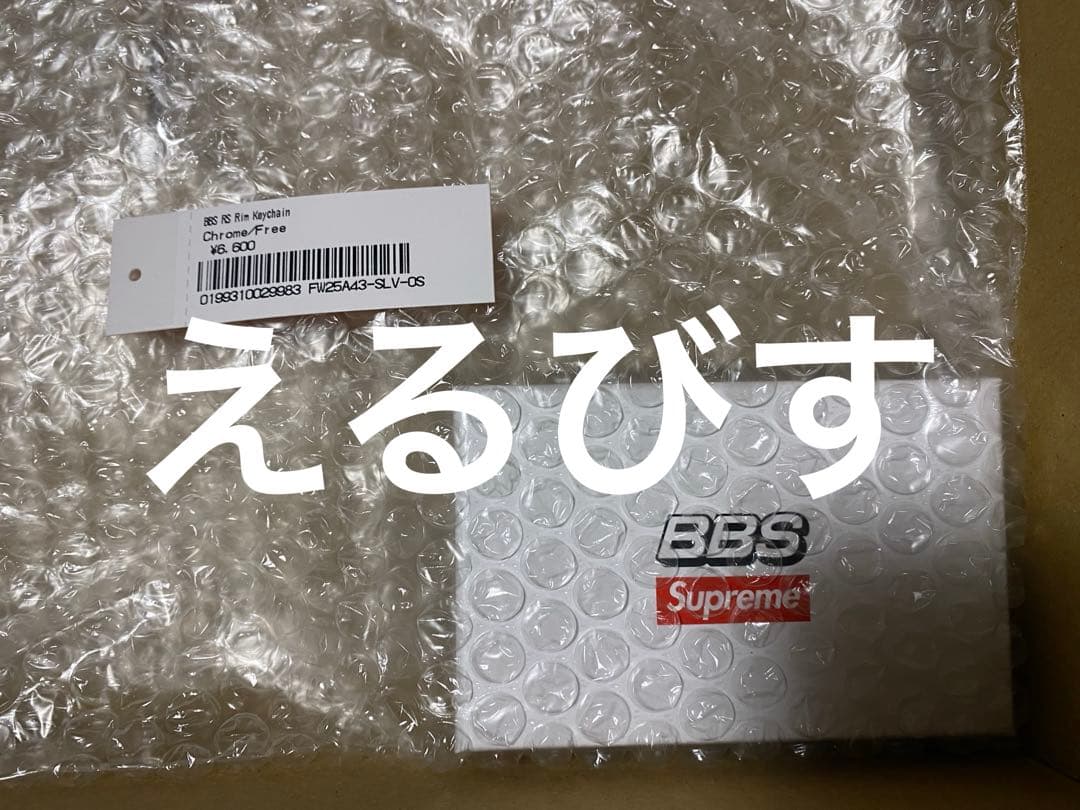 BBS RS Rim Keychain
Chrome/Free
¥6,600
0199310029983 FW25A43-SLV-OS
えるびす
BBS
Supreme